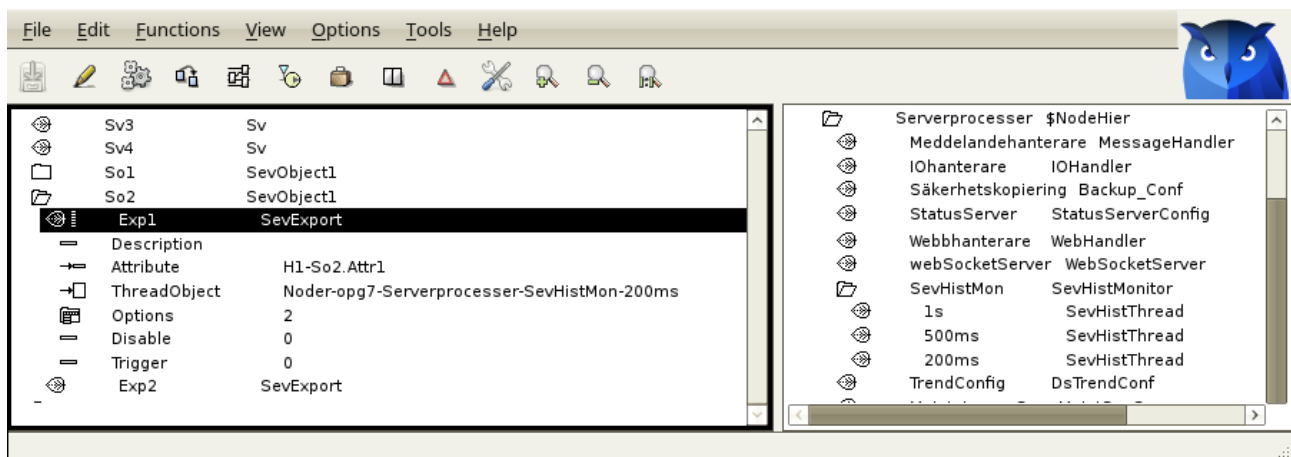 File Edit Functions View Options Tools Help
Sv3 Sv
Sv4 Sv
So1 SevObject1
So2 SevObject1
Exp1 SevExport
Description
Attribute H1-So2.Attr1
ThreadObject Noder-opg7-Serverprocesser-SevHistMon-200ms
Options 2
Disable 0
Trigger 0
Exp2 SevExport
Serverprocesser $NodeHier
Meddelandehanterare MessageHandler
IOhanterare IOHandler
Säkerhetskopiering Backup_Conf
StatusServer StatusServerConfig
Webbhanterare WebHandler
webSocketServer WebSocketServer
SevHistMon SevHistMonitor
1s SevHistThread
500ms SevHistThread
200ms SevHistThread
TrendConfig DsTrendConf